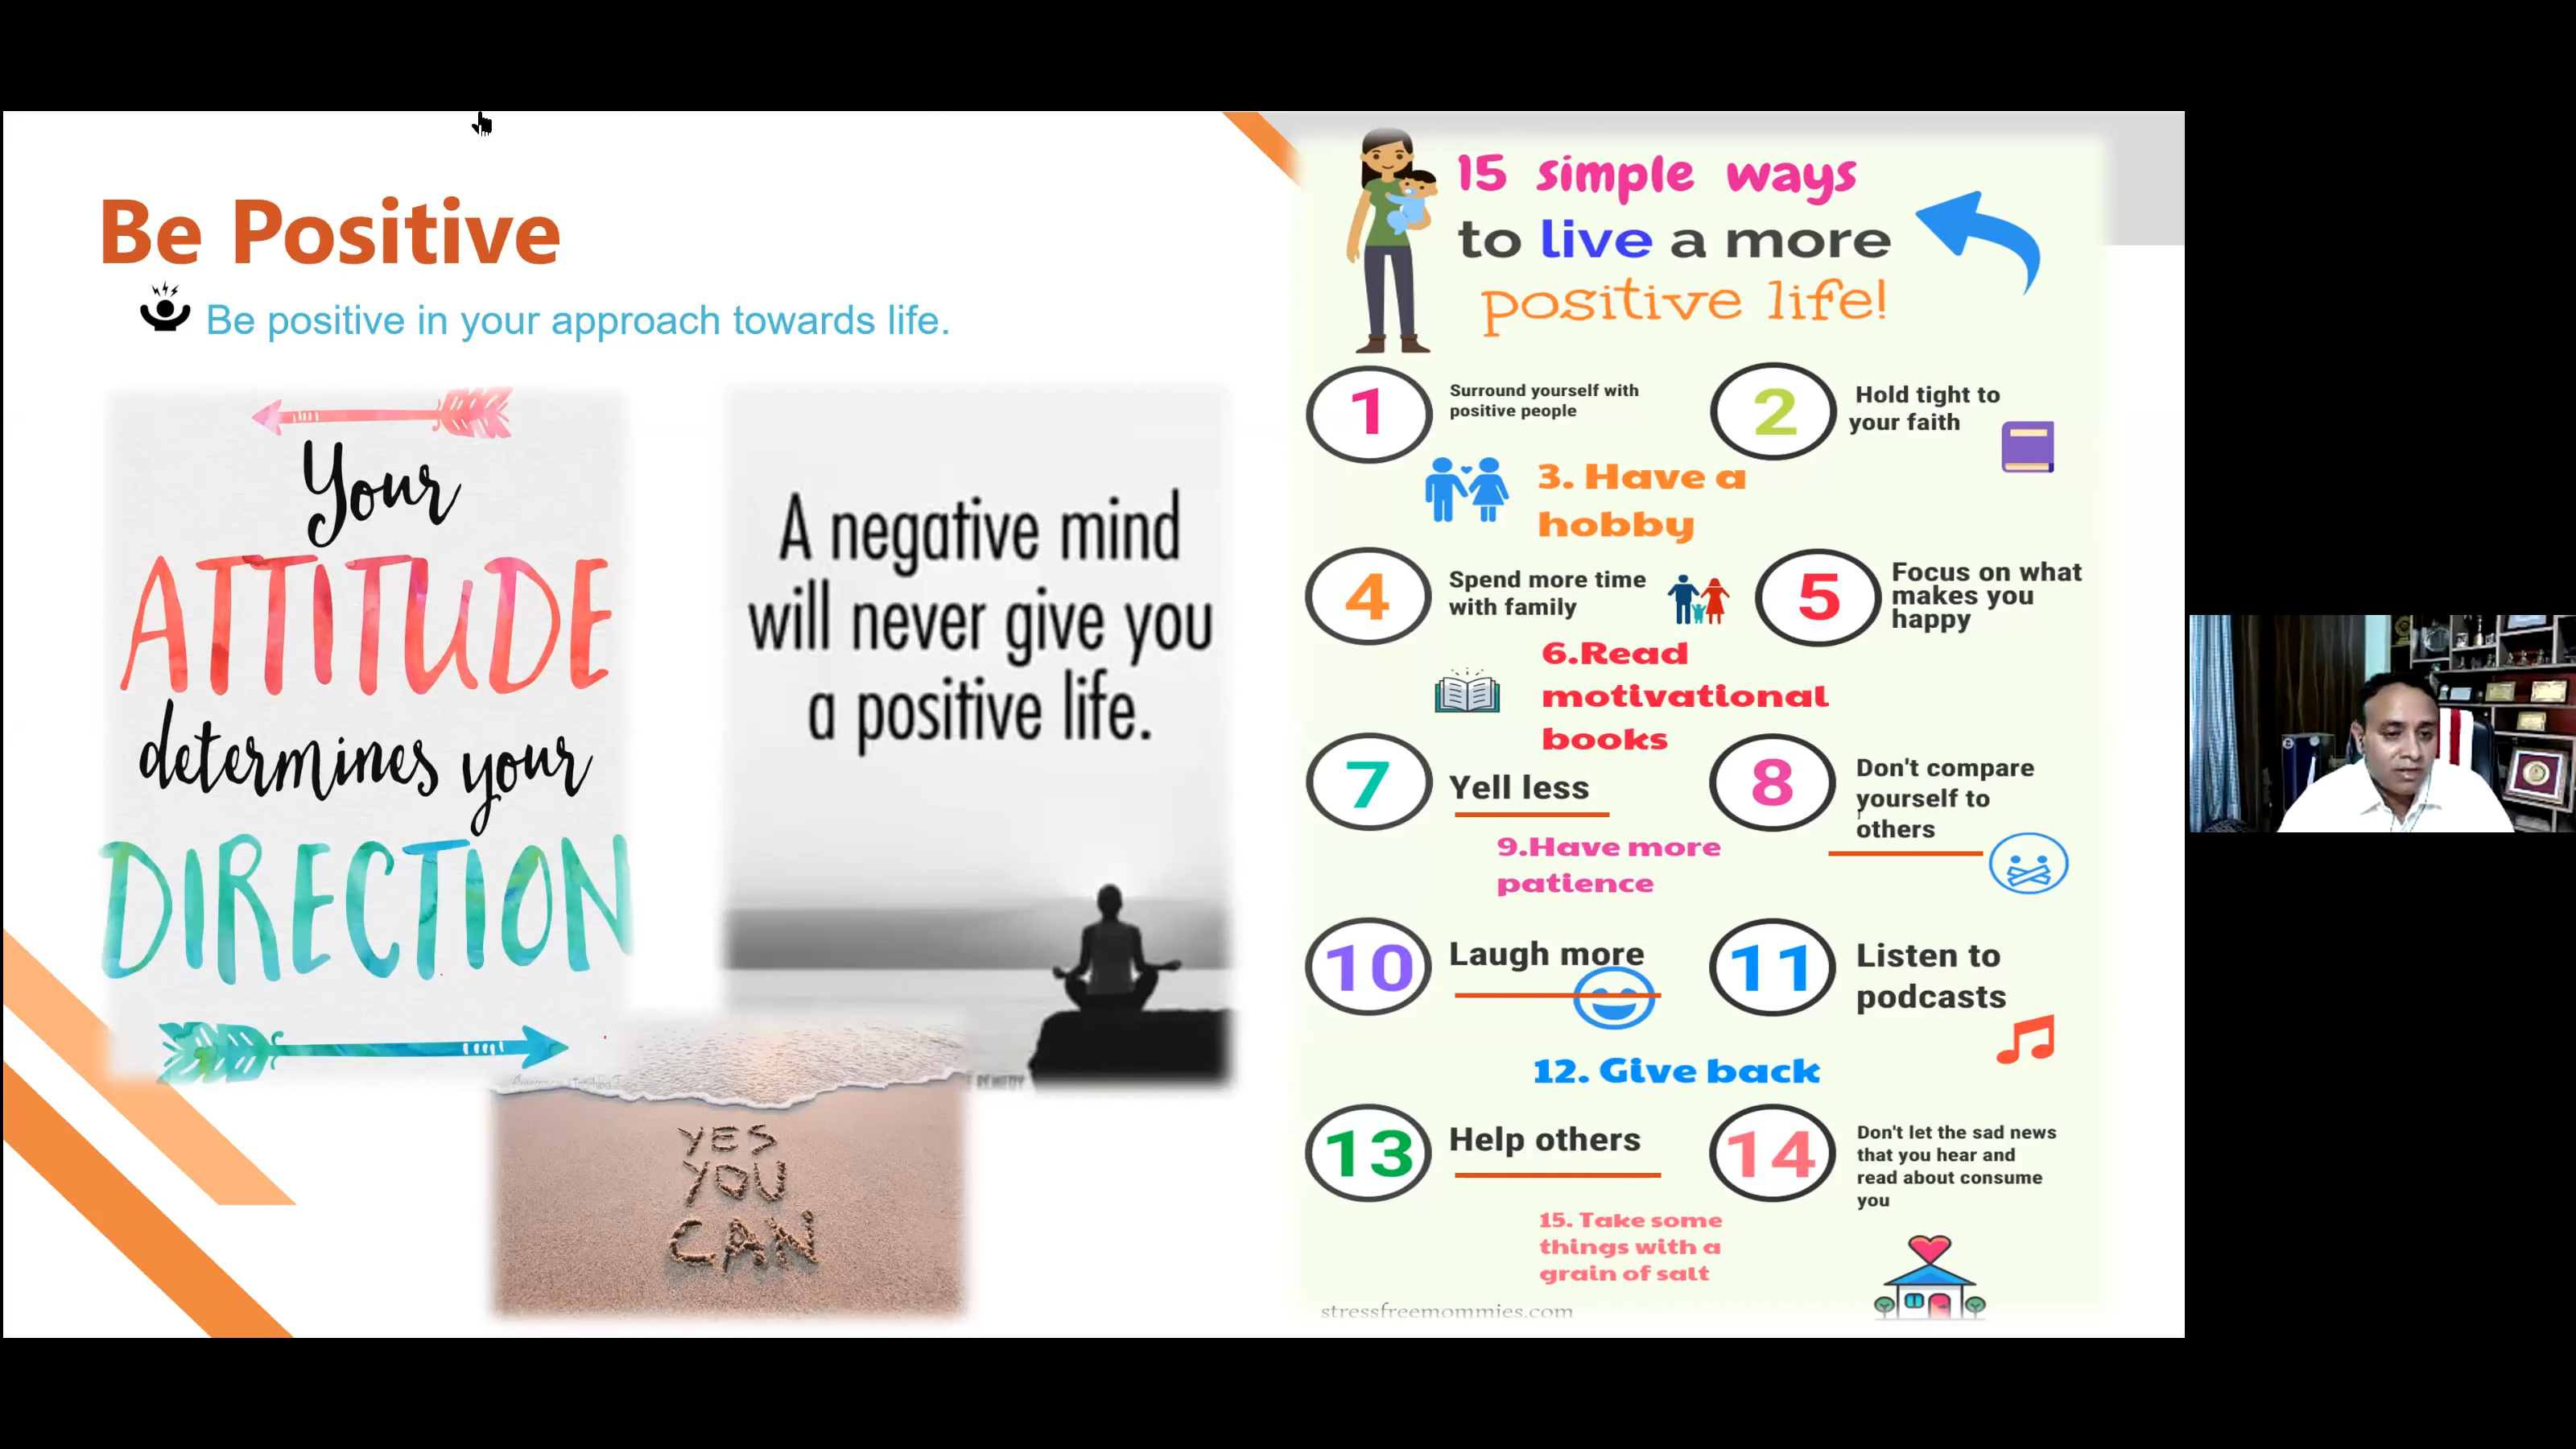 Be Positive
Be positive in your approach towards life.
Your
ATTITUDE
determines your
DIRECTION
A negative mind
will never give you
a positive life.
REMEDY
YES
YOU
CAN
15 simple ways
to live a more
positive life!
1
Surround yourself with
positive people
2
Hold tight to
your faith
3. Have a
hobby
4
Spend more time
with family
5
Focus on what
makes you
happy
6.Read
motivational
books
7
Yell less
8
Don't compare
yourself to
others
9.Have more
patience
10
Laugh more
11
Listen to
podcasts
12. Give back
13
Help others
14
Don't let the sad news
that you hear and
read about consume
you
15. Take some
things with a
grain of salt
stressfreemommies.com